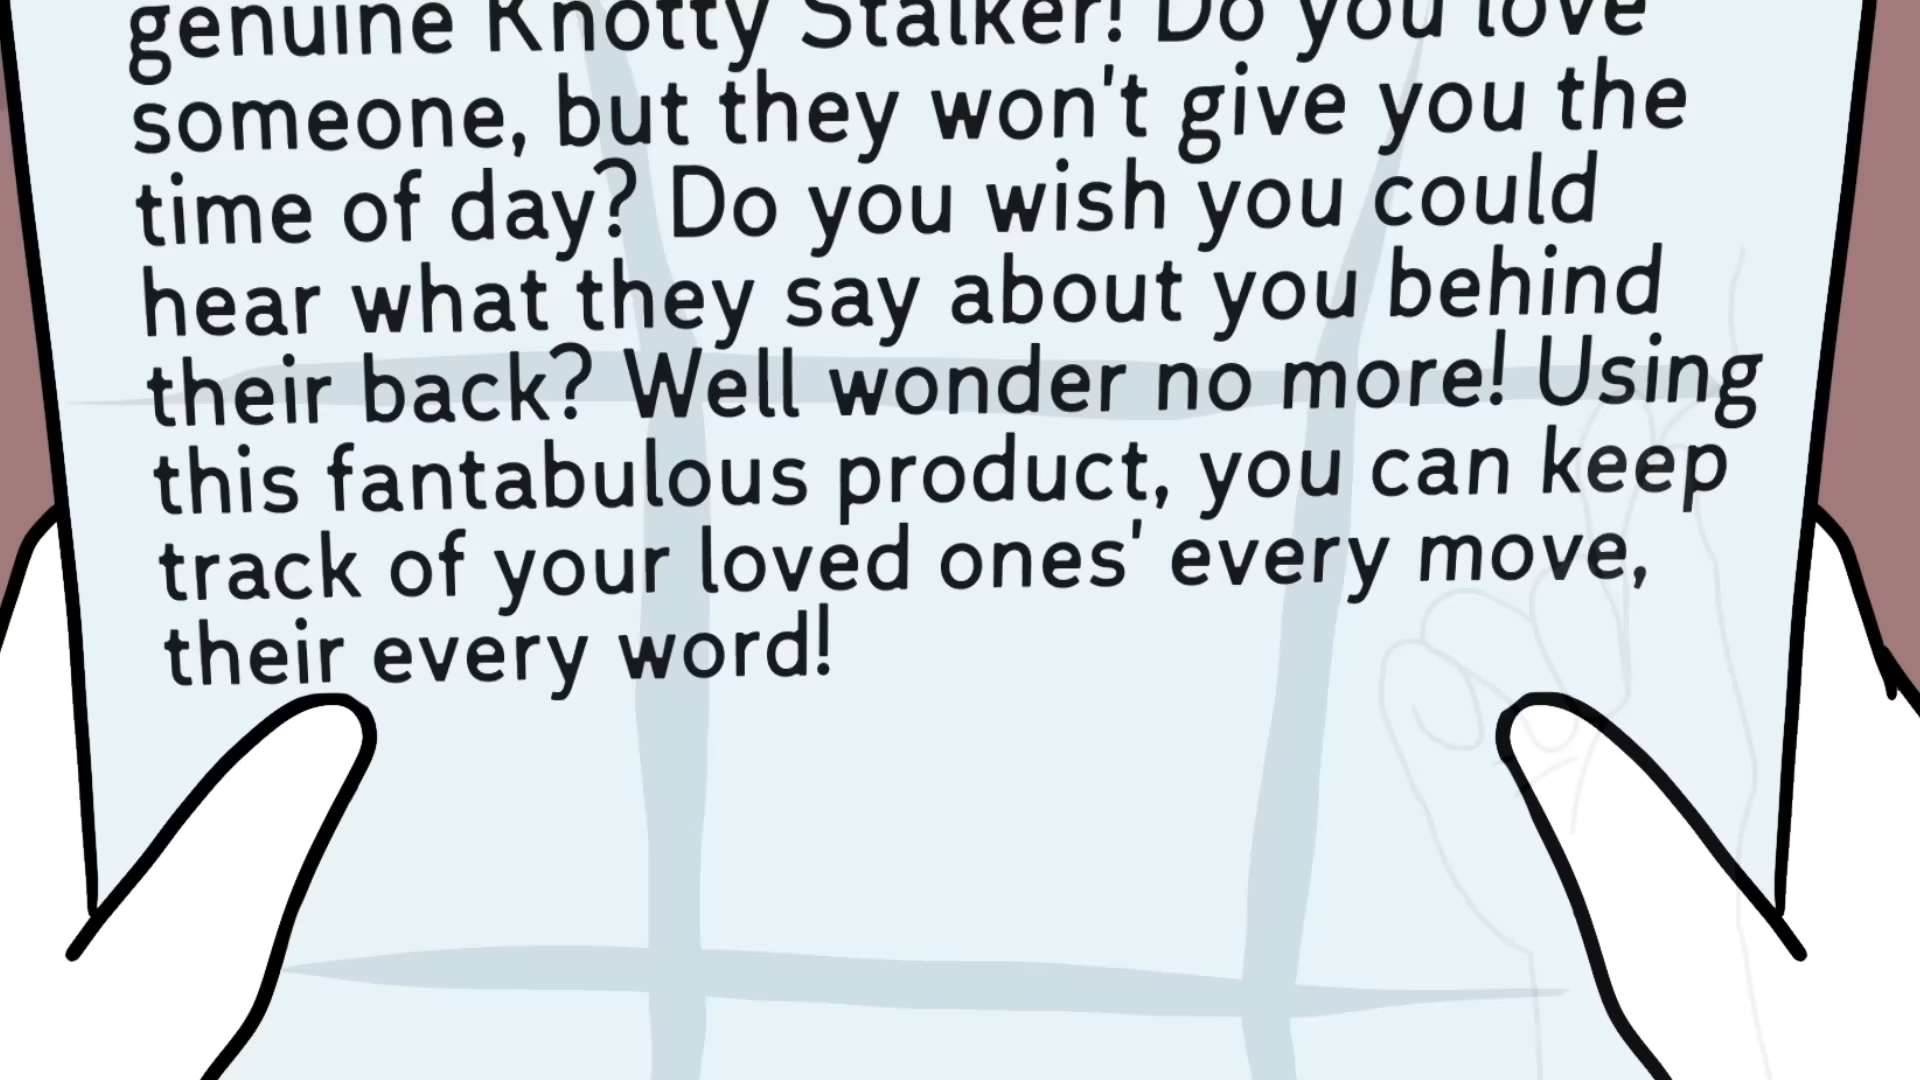 genuine Knotty Stalker! Do you love
someone, but they won't give you the
time of day? Do you wish you could
hear what they say about you behind
their back? Well wonder no more! Using
this fantabulous product, you can keep
track of your loved ones' every move,
their every word!